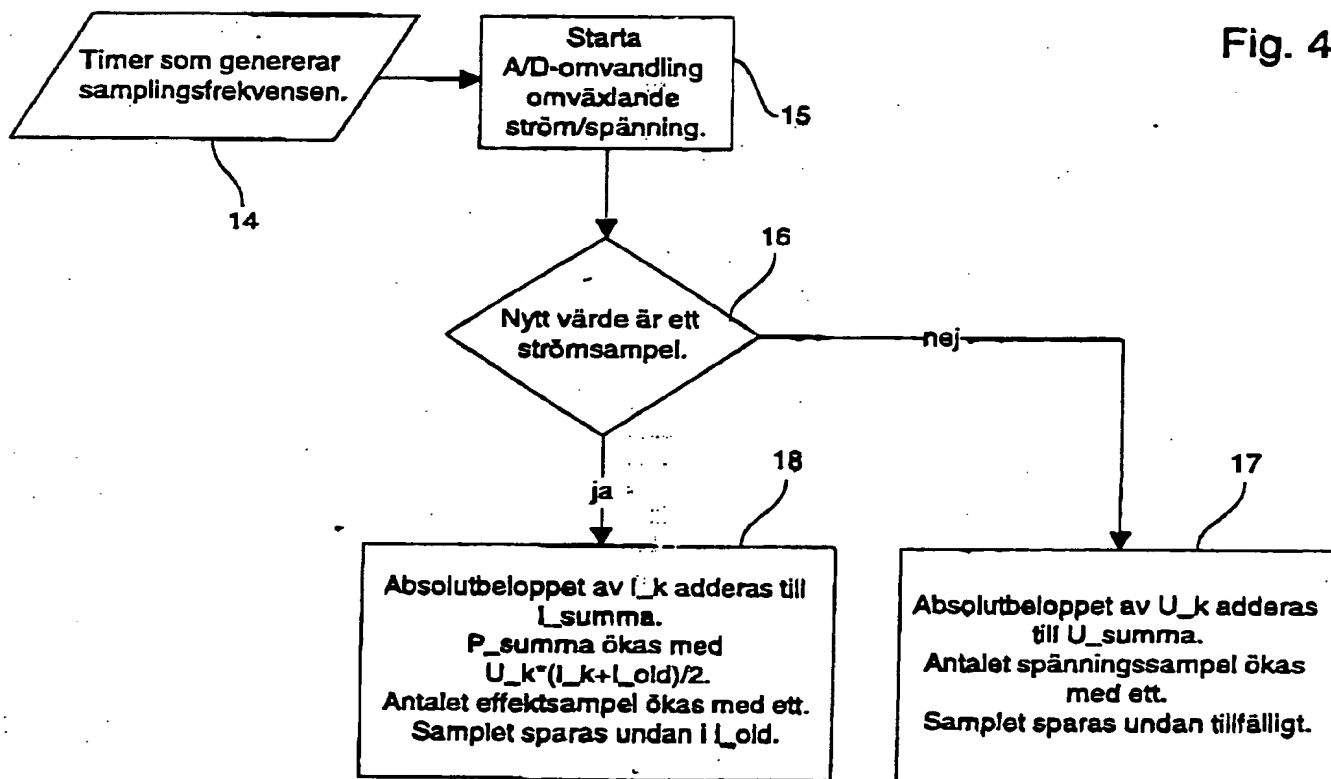 Fig. 4
Timer som genererar
samplingsfrekvensen.
14
Starta
A/D-omvandling
omväxlande
ström/spänning.
15
Nytt värde är ett
strömsampel.
16
nej
ja
18
Absolutbeloppet av I_k adderas till
I_summa.
P_summa ökas med
U_k*(I_k+I_old)/2.
Antalet effektsampel ökas med ett.
Samplet sparas undan i I_old.
17
Absolutbeloppet av U_k adderas
till U_summa.
Antalet spänningssampel ökas
med ett.
Samplet sparas undan tillfälligt.